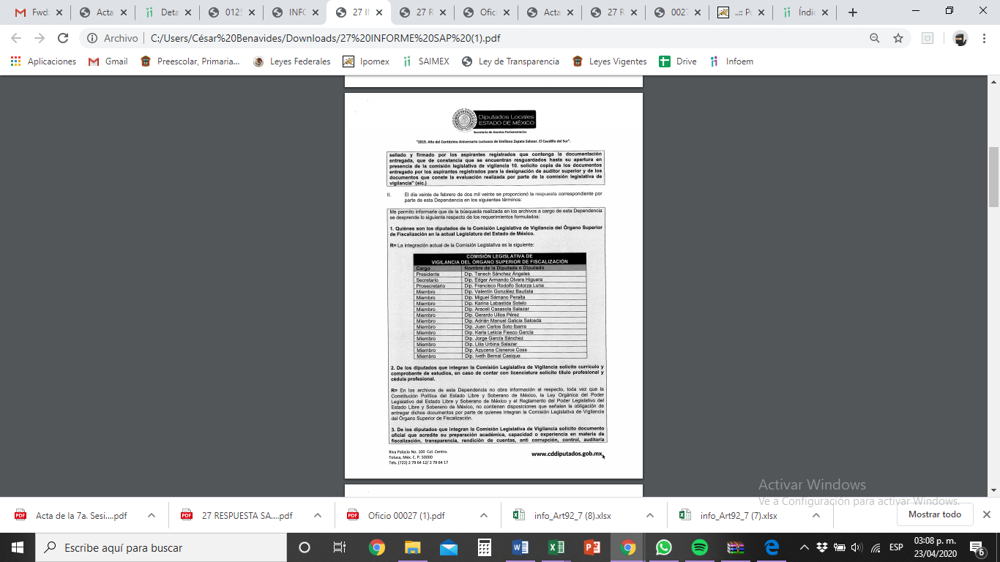 Fwd:
Acta
Deta
0125
INFO
27 IN
27 R
Ofic
Acta
27 R
0027
..:: Po
Índic
Archivo
C:/Users/César%20Benavides/Downloads/27%20INFORME%20SAP%20(1).pdf
Aplicaciones
Gmail
Preescolar, Primaria...
Leyes Federales
Ipomex
SAIMEX
Ley de Transparencia
Leyes Vigentes
Drive
Infoem
Diputados Locales
ESTADO DE MÉXICO
Secretaría de Asuntos Parlamentarios
"2019. Año del Centésimo Aniversario Luctuoso de Emiliano Zapata Salazar. El Caudillo del Sur".
sellado y firmado por los aspirantes registrados que contenga la documentación
entregada, que de constancia que se encuentran resguardados hasta su apertura en
presencia de la comisión legislativa de vigilancia 10. solicito copia de los documentos
entregado por los aspirantes registrados para la designación de auditor superior y de los
documentos que conste la evaluación realizada por parte de la comisión legislativa de
vigilancia" (sic.)
II. El día veinte de febrero de dos mil veinte se proporcionó la respuesta correspondiente por
parte de esta Dependencia en los siguientes términos:
Me permito informarle que de la búsqueda realizada en los archivos a cargo de esta Dependencia
se desprende lo siguiente respecto de los requerimientos formulados:
1. Quiénes son los diputados de la Comisión Legislativa de Vigilancia del Órgano Superior
de Fiscalización en la actual Legislatura del Estado de México.
R= La integración actual de la Comisión Legislativa es la siguiente:
COMISIÓN LEGISLATIVA DE
VIGILANCIA DEL ÓRGANO SUPERIOR DE FISCALIZACIÓN
Cargo Nombre de la Diputada o Diputado
Presidente Dip. Tanech Sánchez Ángeles
Secretario Dip. Edgar Armando Olvera Higuera
Prosecretario Dip. Francisco Rodolfo Solorza Luna
Miembro Dip. Valentín González Bautista
Miembro Dip. Miguel Sámano Peralta
Miembro Dip. Karina Labastida Sotelo
Miembro Dip. Araceli Casasola Salazar
Miembro Dip. Gerardo Ulloa Pérez
Miembro Dip. Adrián Manuel Galicia Salceda
Miembro Dip. Juan Carlos Soto Ibarra
Miembro Dip. Karla Leticia Fiesco García
Miembro Dip. Jorge García Sánchez
Miembro Dip. Lilia Urbina Salazar
Miembro Dip. Azucena Cisneros Coss
Miembro Dip. Iveth Bernal Casique
2. De los diputados que integran la Comisión Legislativa de Vigilancia solicito currículo y
comprobante de estudios, en caso de contar con licenciatura solicito título profesional y
cédula profesional.
R= En los archivos de esta Dependencia no obra información al respecto, toda vez que la
Constitución Política del Estado Libre y Soberano de México, la Ley Orgánica del Poder
Legislativo del Estado Libre y Soberano de México y el Reglamento del Poder Legislativo del
Estado Libre y Soberano de México, no contienen disposiciones que señalen la obligación de
entregar dichos documentos por parte de quienes integran la Comisión Legislativa de Vigilancia
del Órgano Superior de Fiscalización.
3. De los diputados que integran la Comisión Legislativa de Vigilancia solicito documento
oficial que acredite su preparación académica, capacidad o experiencia en materia de
fiscalización, transparencia, rendición de cuentas, anti corrupción, control, auditoria
Riva Palacio No. 100 Col. Centro.
Toluca, Méx. C. P. 50000
Tels. (722) 2 79 64 12/ 2 79 64 17
www.cddiputados.gob.mx
Activar Windows
Ve a Configuración para activar Windows.
Acta de la 7a. Sesi....pdf
27 RESPUESTA SA....pdf
Oficio 00027 (1).pdf
info_Art92_7 (8).xlsx
info_Art92_7 (7).xlsx
Mostrar todo
Escribe aquí para buscar
ESP
03:08 p. m.
23/04/2020
6